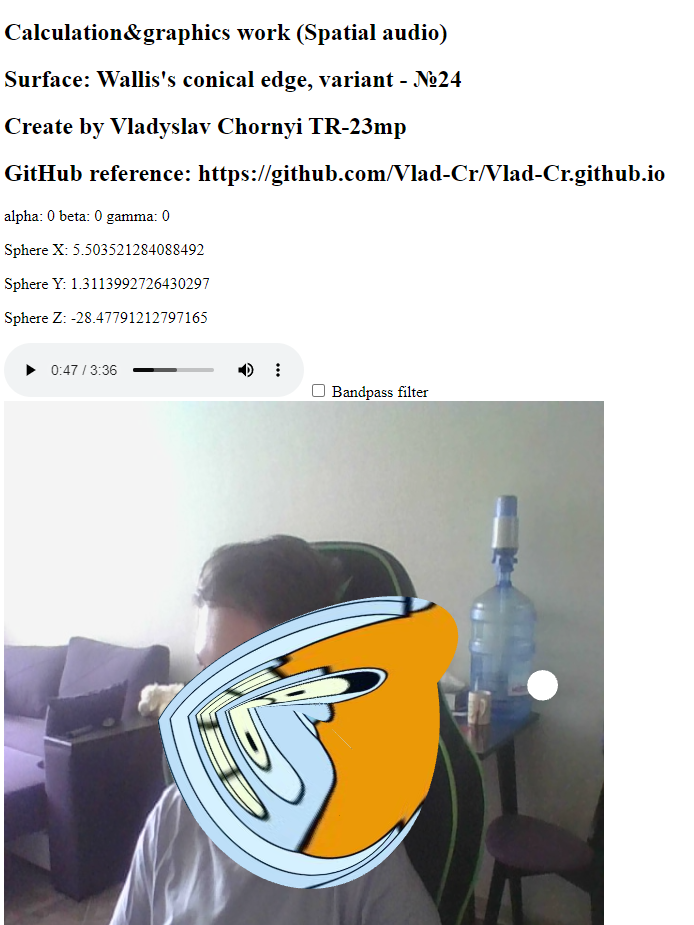 Calculation&graphics work (Spatial audio)
Surface: Wallis's conical edge, variant - №24
Create by Vladyslav Chornyi TR-23mp
GitHub reference: https://github.com/Vlad-Cr/Vlad-Cr.github.io
alpha: 0 beta: 0 gamma: 0
Sphere X: 5.503521284088492
Sphere Y: 1.3113992726430297
Sphere Z: -28.47791212797165
0:47 / 3:36
Bandpass filter